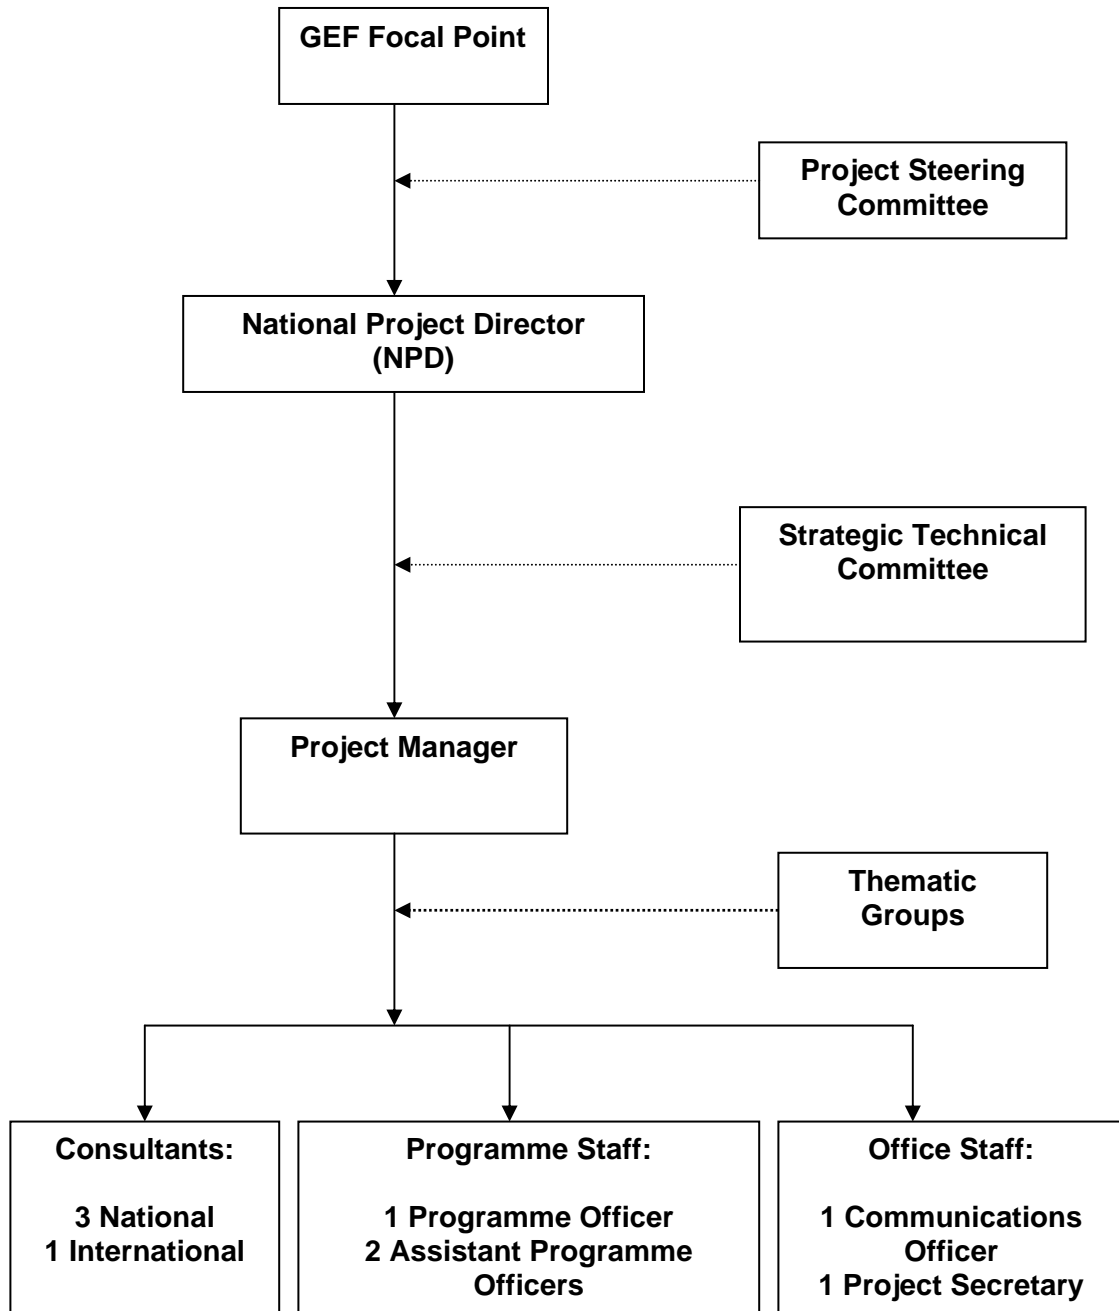 GEF Focal Point
Project Steering
Committee
National Project Director
(NPD)
Strategic Technical
Committee
Project Manager
Thematic
Groups
Consultants:
3 National
1 International
Programme Staff:
1 Programme Officer
2 Assistant Programme
Officers
Office Staff:
1 Communications
Officer
1 Project Secretary